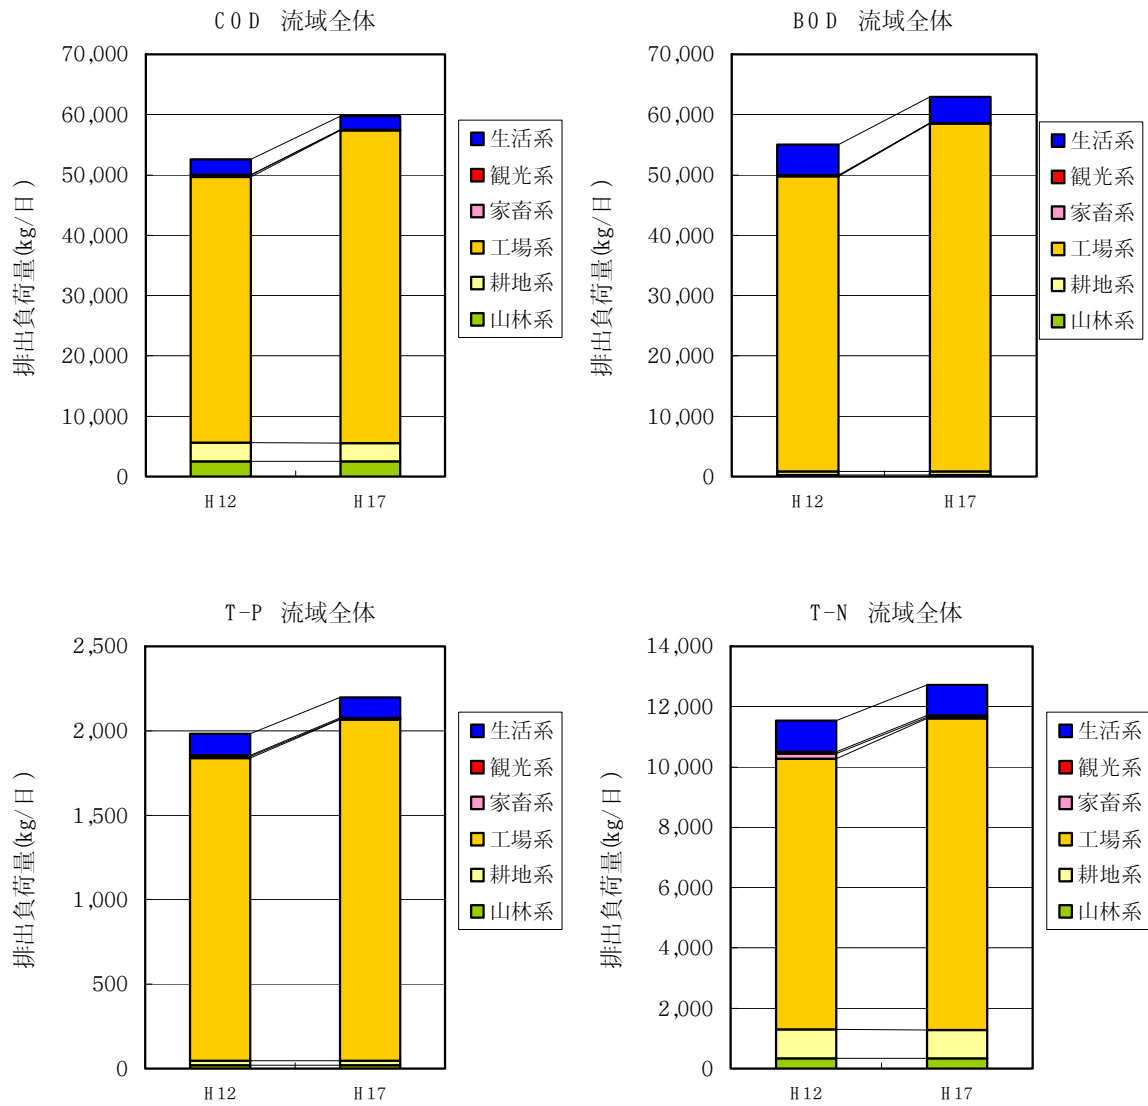 COD 流域全体
70,000
60,000
50,000
40,000
30,000
20,000
10,000
0
排出負荷量(kg/日)
H12
H17
生活系
観光系
家畜系
工場系
耕地系
山林系
BOD 流域全体
70,000
60,000
50,000
40,000
30,000
20,000
10,000
0
排出負荷量(kg/日)
H12
H17
生活系
観光系
家畜系
工場系
耕地系
山林系
T-P 流域全体
2,500
2,000
1,500
1,000
500
0
排出負荷量(kg/日)
H12
H17
生活系
観光系
家畜系
工場系
耕地系
山林系
T-N 流域全体
14,000
12,000
10,000
8,000
6,000
4,000
2,000
0
排出負荷量(kg/日)
H12
H17
生活系
観光系
家畜系
工場系
耕地系
山林系